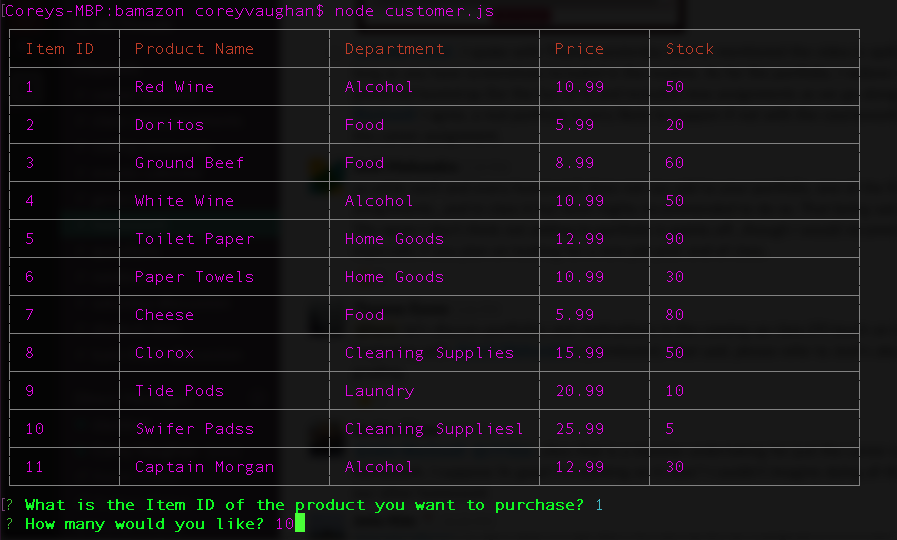 [Coreys-MBP:bamazon coreyvaughan$ node customer.js
Item ID Product Name Department Price Stock
1 Red Wine Alcohol 10.99 50
2 Doritos Food 5.99 20
3 Ground Beef Food 8.99 60
4 White Wine Alcohol 10.99 50
5 Toilet Paper Home Goods 12.99 90
6 Paper Towels Home Goods 10.99 30
7 Cheese Food 5.99 80
8 Clorox Cleaning Supplies 15.99 50
9 Tide Pods Laundry 20.99 10
10 Swifer Padss Cleaning Suppliesl 25.99 5
11 Captain Morgan Alcohol 12.99 30
[? What is the Item ID of the product you want to purchase? 1
? How many would you like? 10